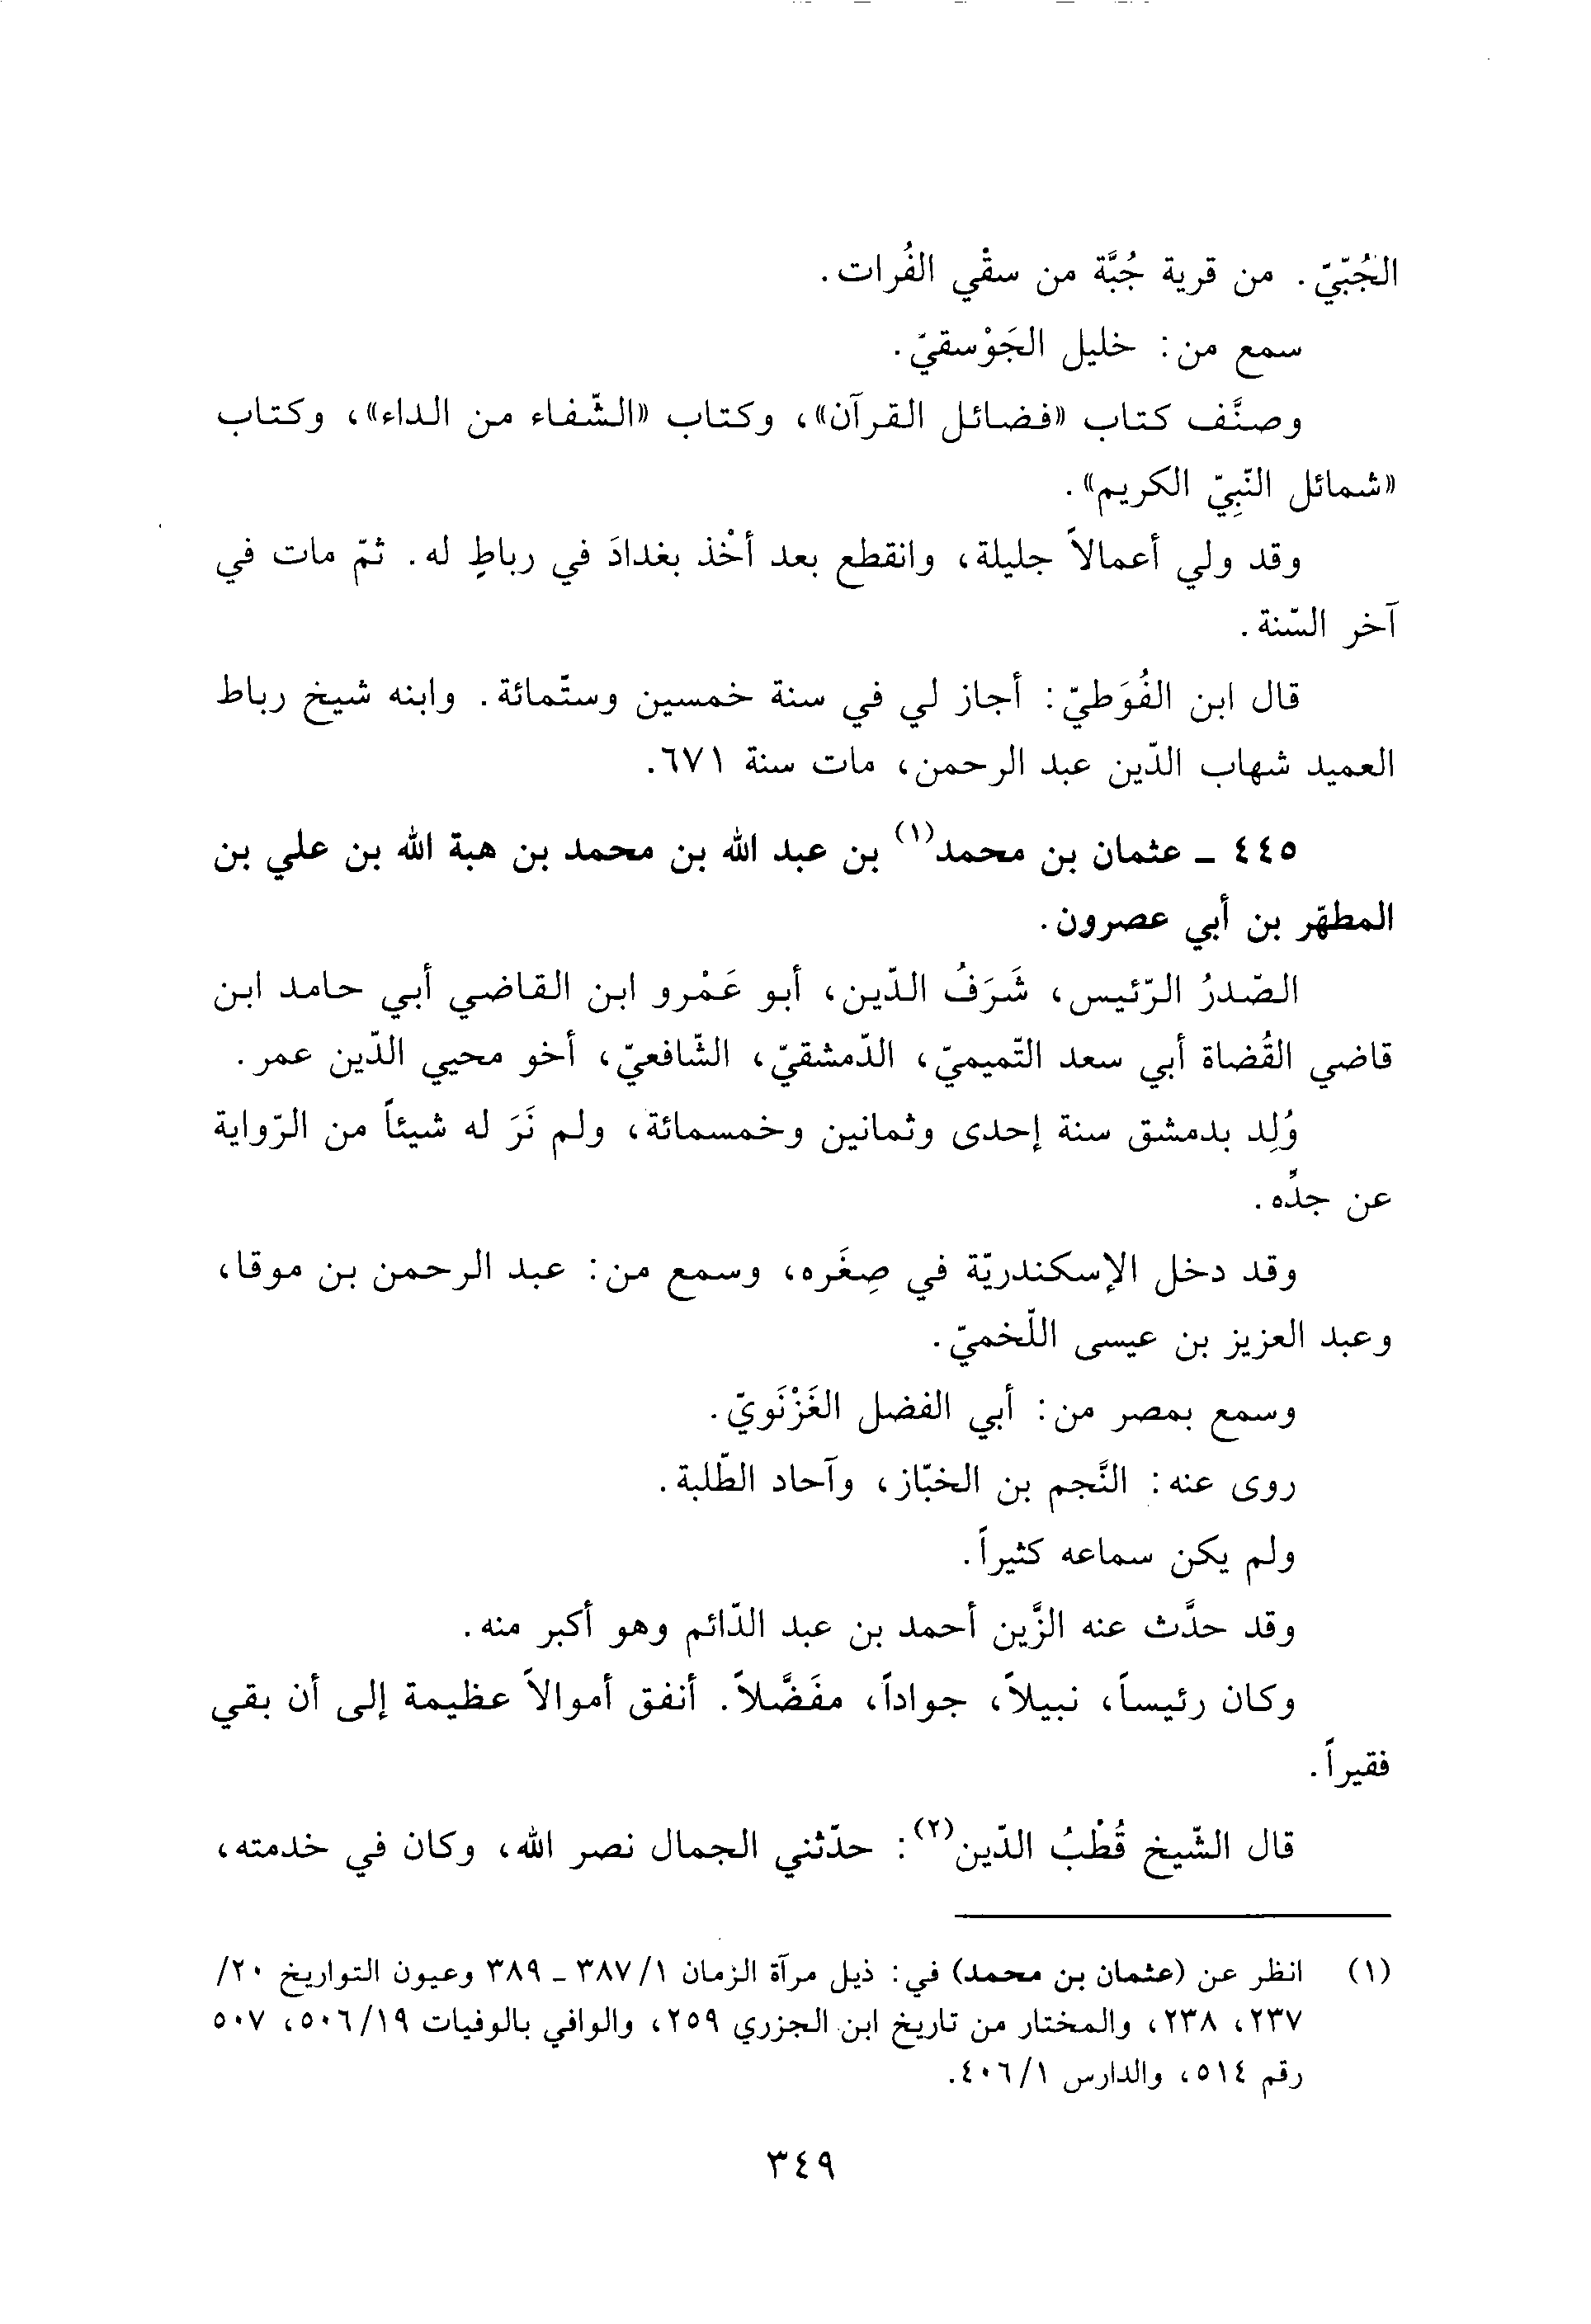 الجُبّيّ. من قرية جُبَّة من سقْي الفُرات.
سمع من: خليل الجَوْسقيّ.
وصنَّف كتاب «فضائل القرآن»، وكتاب «الشّفاء من الداء»، وكتاب
«شمائل النّبِيّ الكريم».
وقد ولي أعمالاً جليلة، وانقطع بعد أخْذ بغدادَ في رباطٍ له. ثمّ مات في
آخر السّنة.
قال ابن الفُوَطيّ: أجاز لي في سنة خمسين وستّمائة. وابنه شيخ رباط
العميد شهاب الدّين عبد الرحمن، مات سنة ٦٧١.
٤٤٥ ـ عثمان بن محمد(١) بن عبد الله بن محمد بن هبة الله بن علي بن
المطهّر بن أبي عصرون.
الصّدرُ الرّئيس، شَرَفُ الدّين، أبو عَمْرو ابن القاضي أبي حامد ابن
قاضي القُضاة أبي سعد التّميميّ، الدّمشقيّ، الشّافعيّ، أخو محيي الدّين عمر.
وُلِد بدمشق سنة إحدى وثمانين وخمسمائة، ولم نَرَ له شيئاً من الرّواية
عن جدِّه.
وقد دخل الإسكندريّة في صِغَره، وسمع من: عبد الرحمن بن موقا،
وعبد العزيز بن عيسى اللّخميّ.
وسمع بمصر من: أبي الفضل الغَزْنَويّ.
روى عنه: النَّجم بن الخبّاز، وآحاد الطّلبة.
ولم يكن سماعه كثيراً.
وقد حدَّث عنه الزَّين أحمد بن عبد الدّائم وهو أكبر منه.
وكان رئيساً، نبيلاً، جواداً، مفَضَّلاً. أنفق أموالاً عظيمة إلى أن بقي
فقيراً.
قال الشّيخ قُطْبُ الدّين(٢): حدّثني الجمال نصر الله، وكان في خدمته،
(١) انظر عن (عثمان بن محمد) في: ذيل مرآة الزمان ١/ ٣٨٧ ـ ٣٨٩ وعيون التواريخ ٢٠/
٢٣٧، ٢٣٨، والمختار من تاريخ ابن الجزري ٢٥٩، والوافي بالوفيات ١٩/ ٥٠٦، ٥٠٧
رقم ٥١٤، والدارس ١/ ٤٠٦.
٣٤٩